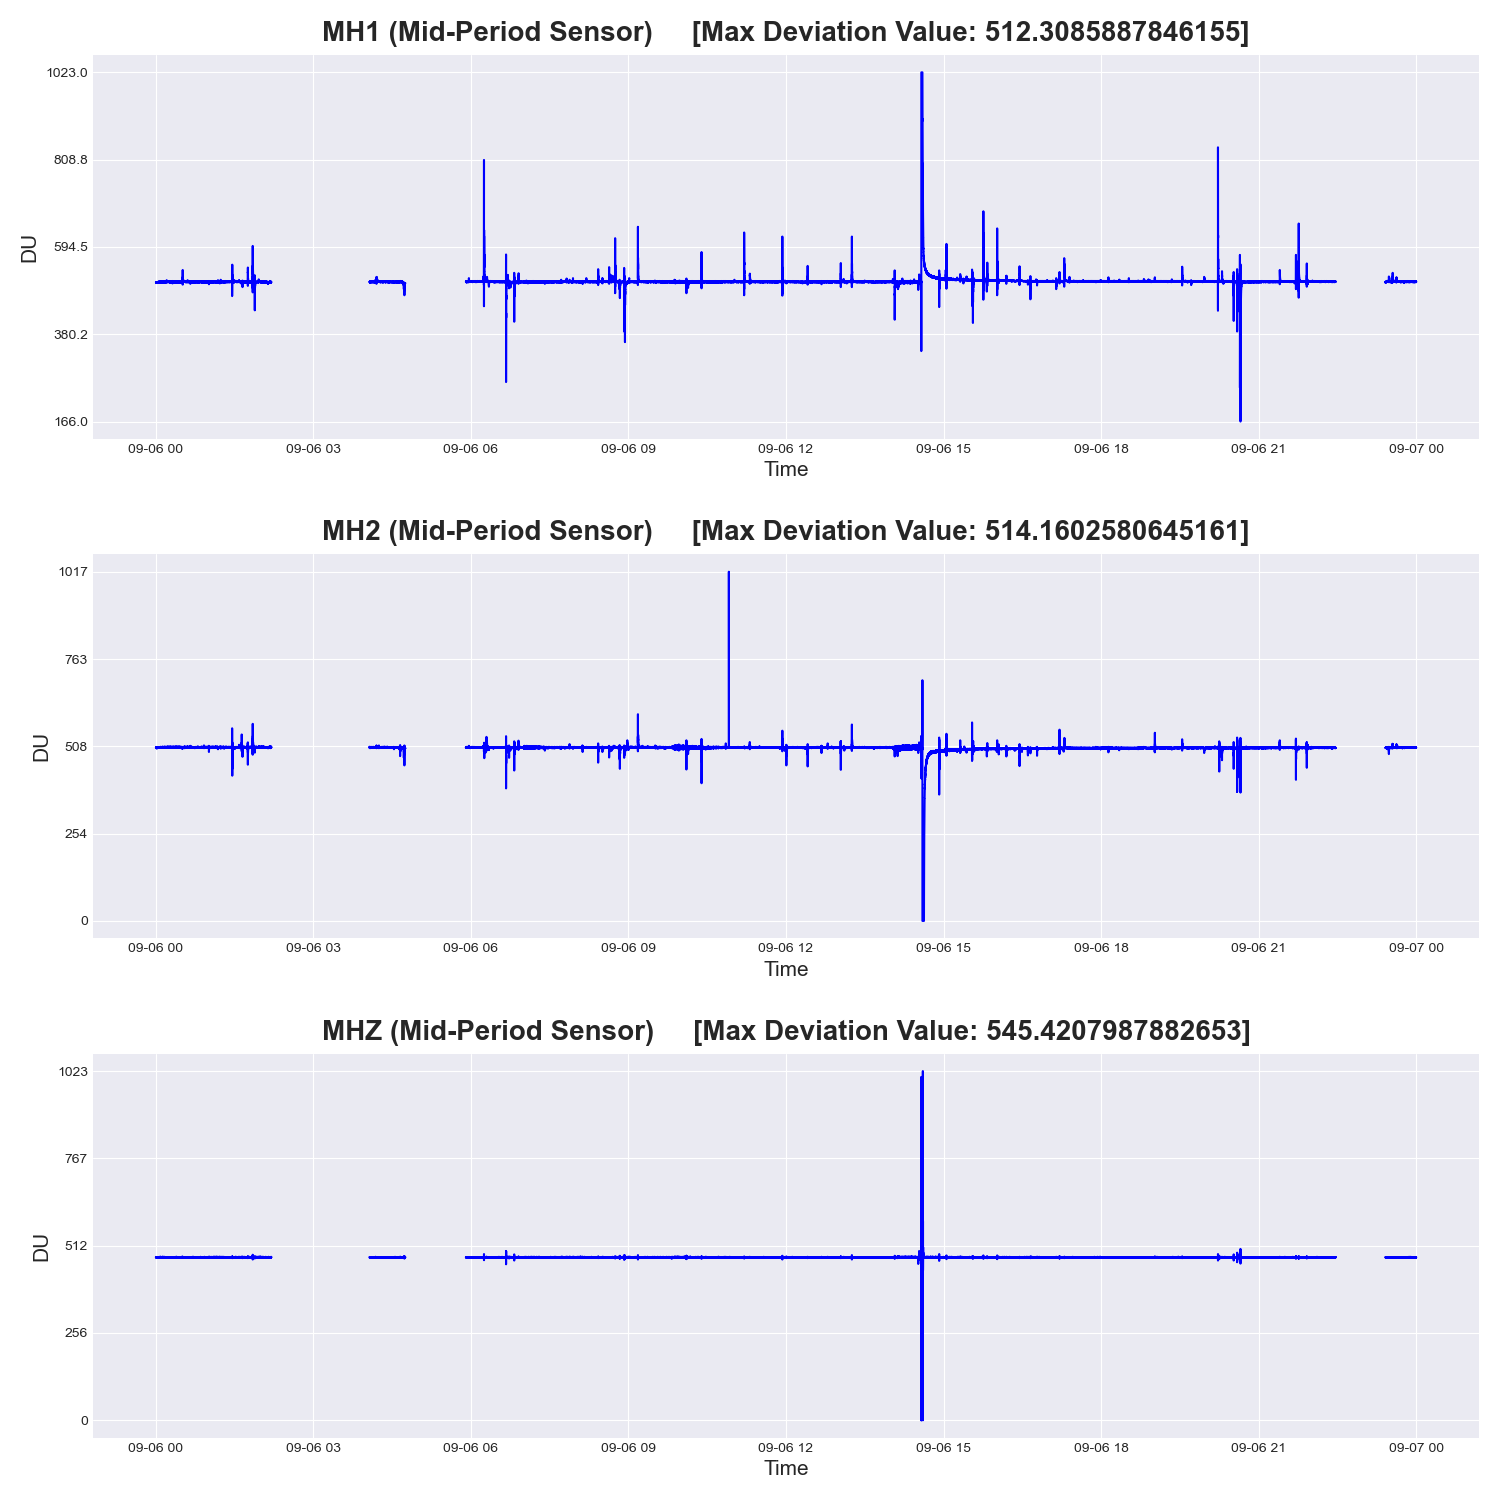 MH1 (Mid-Period Sensor) [Max Deviation Value: 512.3085887846155]
1023.0
808.8
594.5
380.2
166.0
DU
09-06 00 09-06 03 09-06 06 09-06 09 09-06 12 09-06 15 09-06 18 09-06 21 09-07 00
Time
MH2 (Mid-Period Sensor) [Max Deviation Value: 514.1602580645161]
1017
763
508
254
0
DU
09-06 00 09-06 03 09-06 06 09-06 09 09-06 12 09-06 15 09-06 18 09-06 21 09-07 00
Time
MHZ (Mid-Period Sensor) [Max Deviation Value: 545.4207987882653]
1023
767
512
256
0
DU
09-06 00 09-06 03 09-06 06 09-06 09 09-06 12 09-06 15 09-06 18 09-06 21 09-07 00
Time